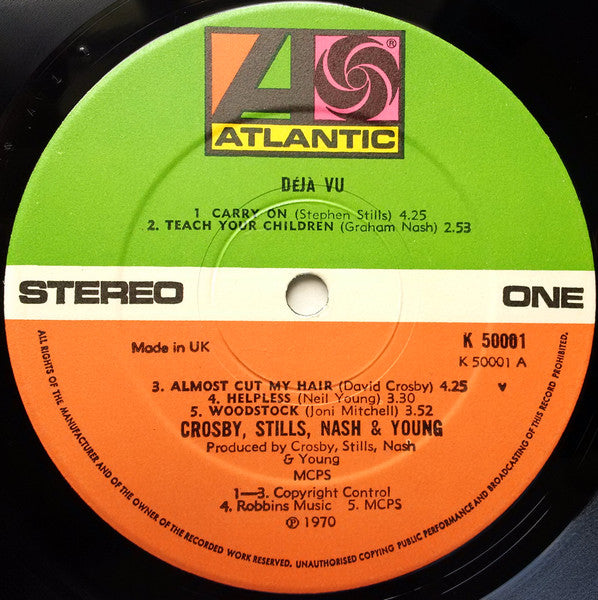 ®
ATLANTIC
DÉJÀ VU
1 CARRY ON (Stephen Stills) 4.25
2. TEACH YOUR CHILDREN (Graham Nash) 2.53
STEREO ONE
Made in UK
K 50001
K 50001 A
3. ALMOST CUT MY HAIR (David Crosby) 4.25
4. HELPLESS (Neil Young) 3.30
5. WOODSTOCK (Joni Mitchell) 3.52
CROSBY, STILLS, NASH & YOUNG
Produced by Crosby, Stills, Nash
& Young
MCPS
1—3. Copyright Control
4. Robbins Music 5. MCPS
℗ 1970
ALL RIGHTS OF THE MANUFACTURER AND OF THE OWNER OF THE RECORDED WORK RESERVED. UNAUTHORISED COPYING PUBLIC PERFORMANCE AND BROADCASTING OF THIS RECORD PROHIBITED.